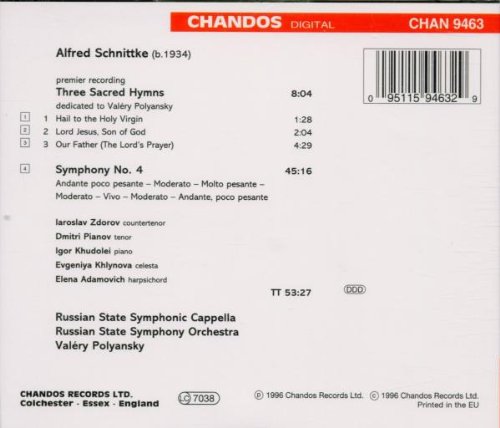 CHANDOS DIGITAL CHAN 9463
Alfred Schnittke (b.1934)
premier recording
Three Sacred Hymns 8:04
dedicated to Valéry Polyansky
1 1 Hail to the Holy Virgin 1:28
2 2 Lord Jesus, Son of God 2:04
3 3 Our Father (The Lord's Prayer) 4:29
4 Symphony No. 4 45:16
Andante poco pesante – Moderato – Molto pesante –
Moderato – Vivo – Moderato – Andante, poco pesante
Iaroslav Zdorov countertenor
Dmitri Pianov tenor
Igor Khudolei piano
Evgeniya Khlynova celesta
Elena Adamovich harpsichord
TT 53:27 DDD
Russian State Symphonic Cappella
Russian State Symphony Orchestra
Valéry Polyansky
0 95115 94632 9
CHANDOS RECORDS LTD.
Colchester · Essex · England
LC 7038
℗ 1996 Chandos Records Ltd. © 1996 Chandos Records Ltd.
Printed in the EU